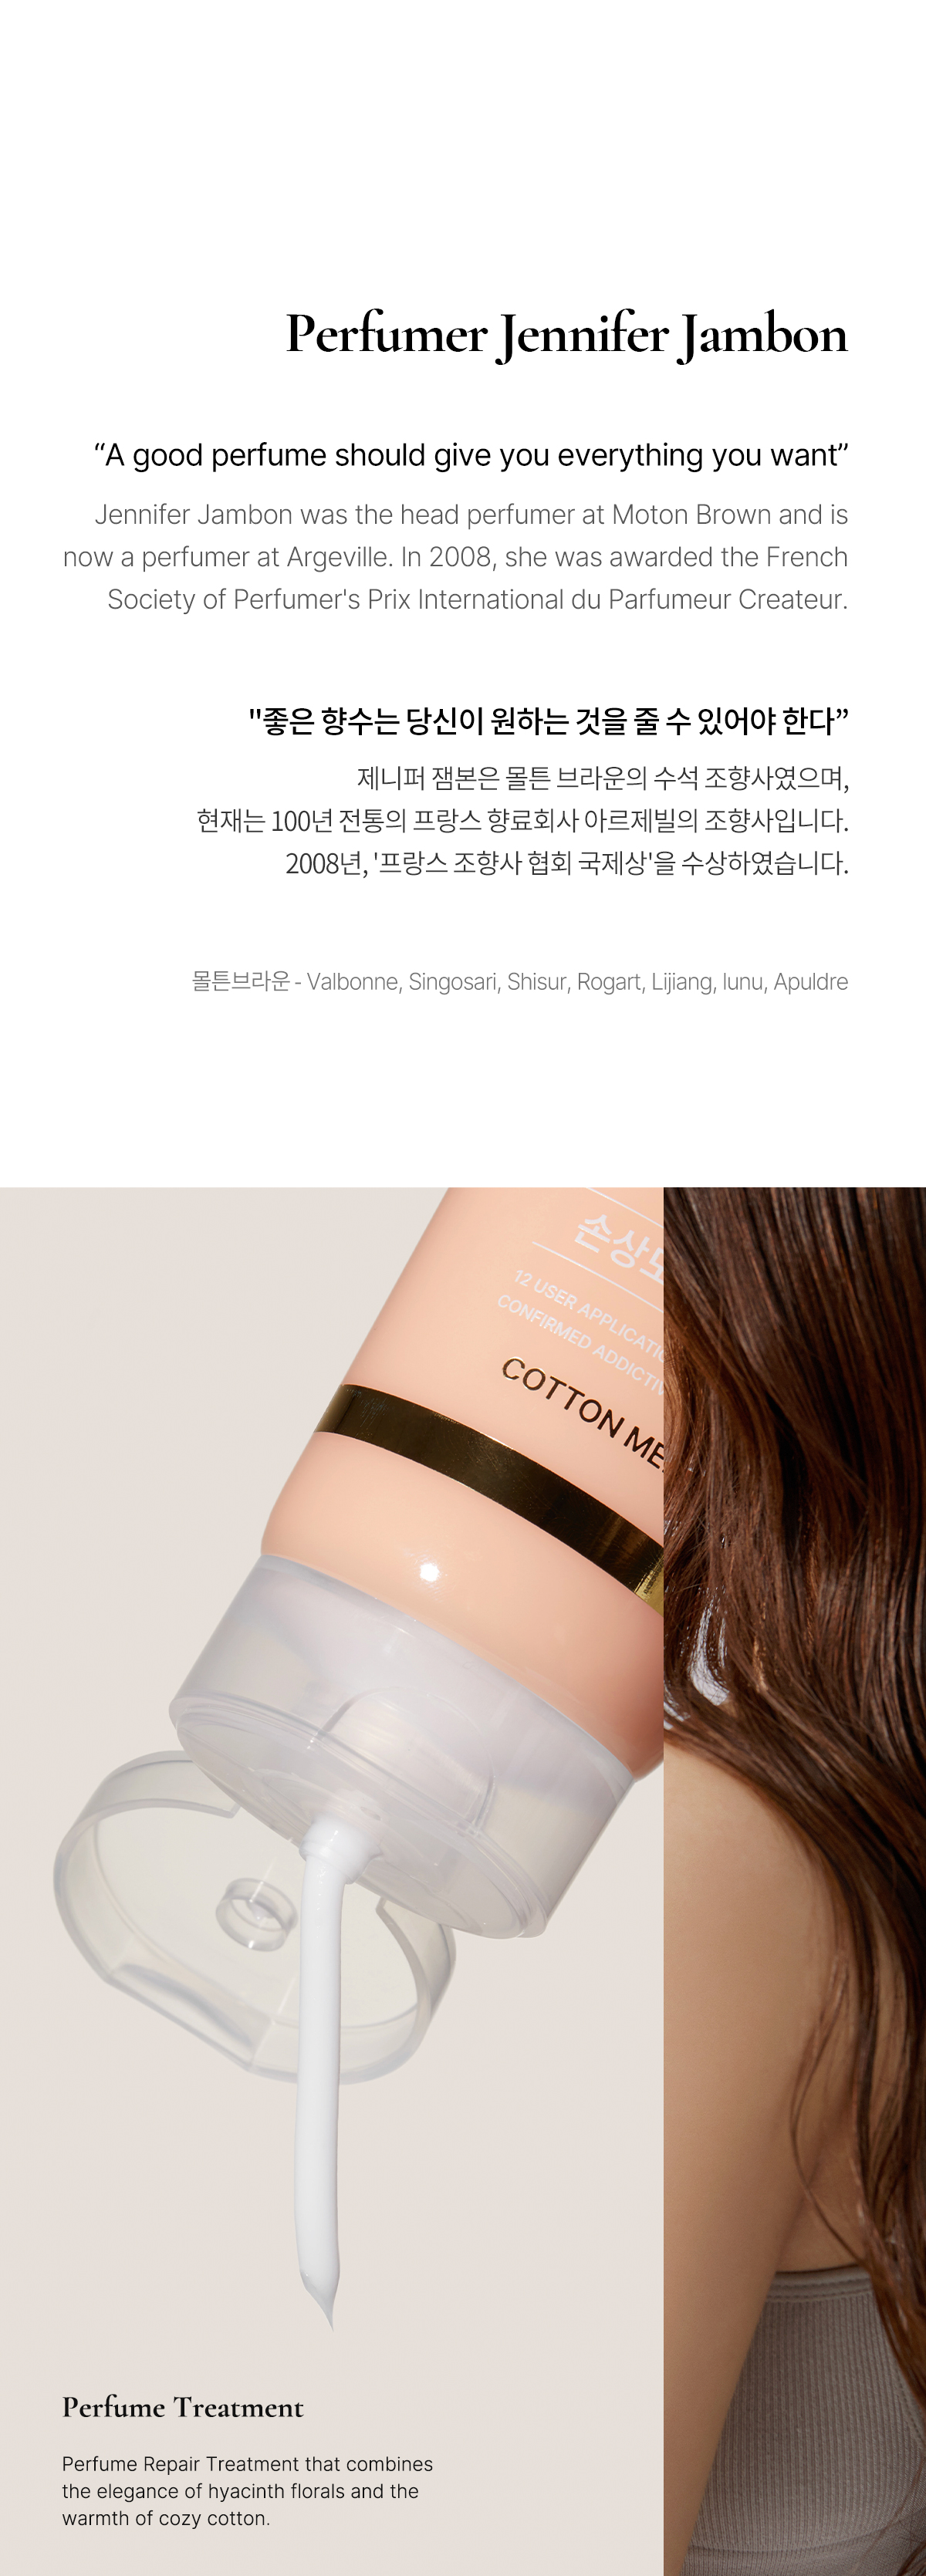 Perfumer Jennifer Jambon
“A good perfume should give you everything you want”
Jennifer Jambon was the head perfumer at Moton Brown and is
now a perfumer at Argeville. In 2008, she was awarded the French
Society of Perfumer's Prix International du Parfumeur Createur.
"좋은 향수는 당신이 원하는 것을 줄 수 있어야 한다”
제니퍼 잼본은 몰튼 브라운의 수석 조향사였으며,
현재는 100년 전통의 프랑스 향료회사 아르제빌의 조향사입니다.
2008년, '프랑스 조향사 협회 국제상'을 수상하였습니다.
몰튼브라운 - Valbonne, Singosari, Shisur, Rogart, Lijiang, Iunu, Apuldre
손상모
12 USER APPLICATIO
CONFIRMED ADDICTIV
COTTON ME
Perfume Treatment
Perfume Repair Treatment that combines
the elegance of hyacinth florals and the
warmth of cozy cotton.